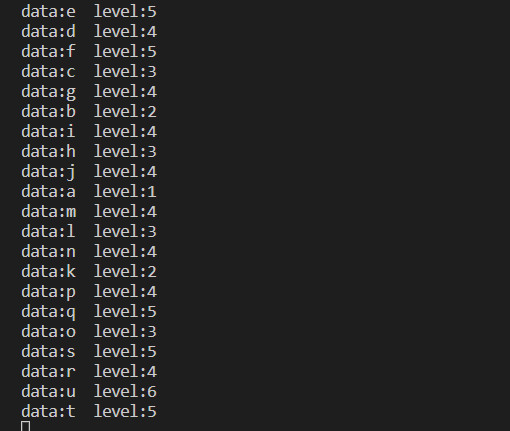 data:e  level:5
data:d  level:4
data:f  level:5
data:c  level:3
data:g  level:4
data:b  level:2
data:i  level:4
data:h  level:3
data:j  level:4
data:a  level:1
data:m  level:4
data:l  level:3
data:n  level:4
data:k  level:2
data:p  level:4
data:q  level:5
data:o  level:3
data:s  level:5
data:r  level:4
data:u  level:6
data:t  level:5